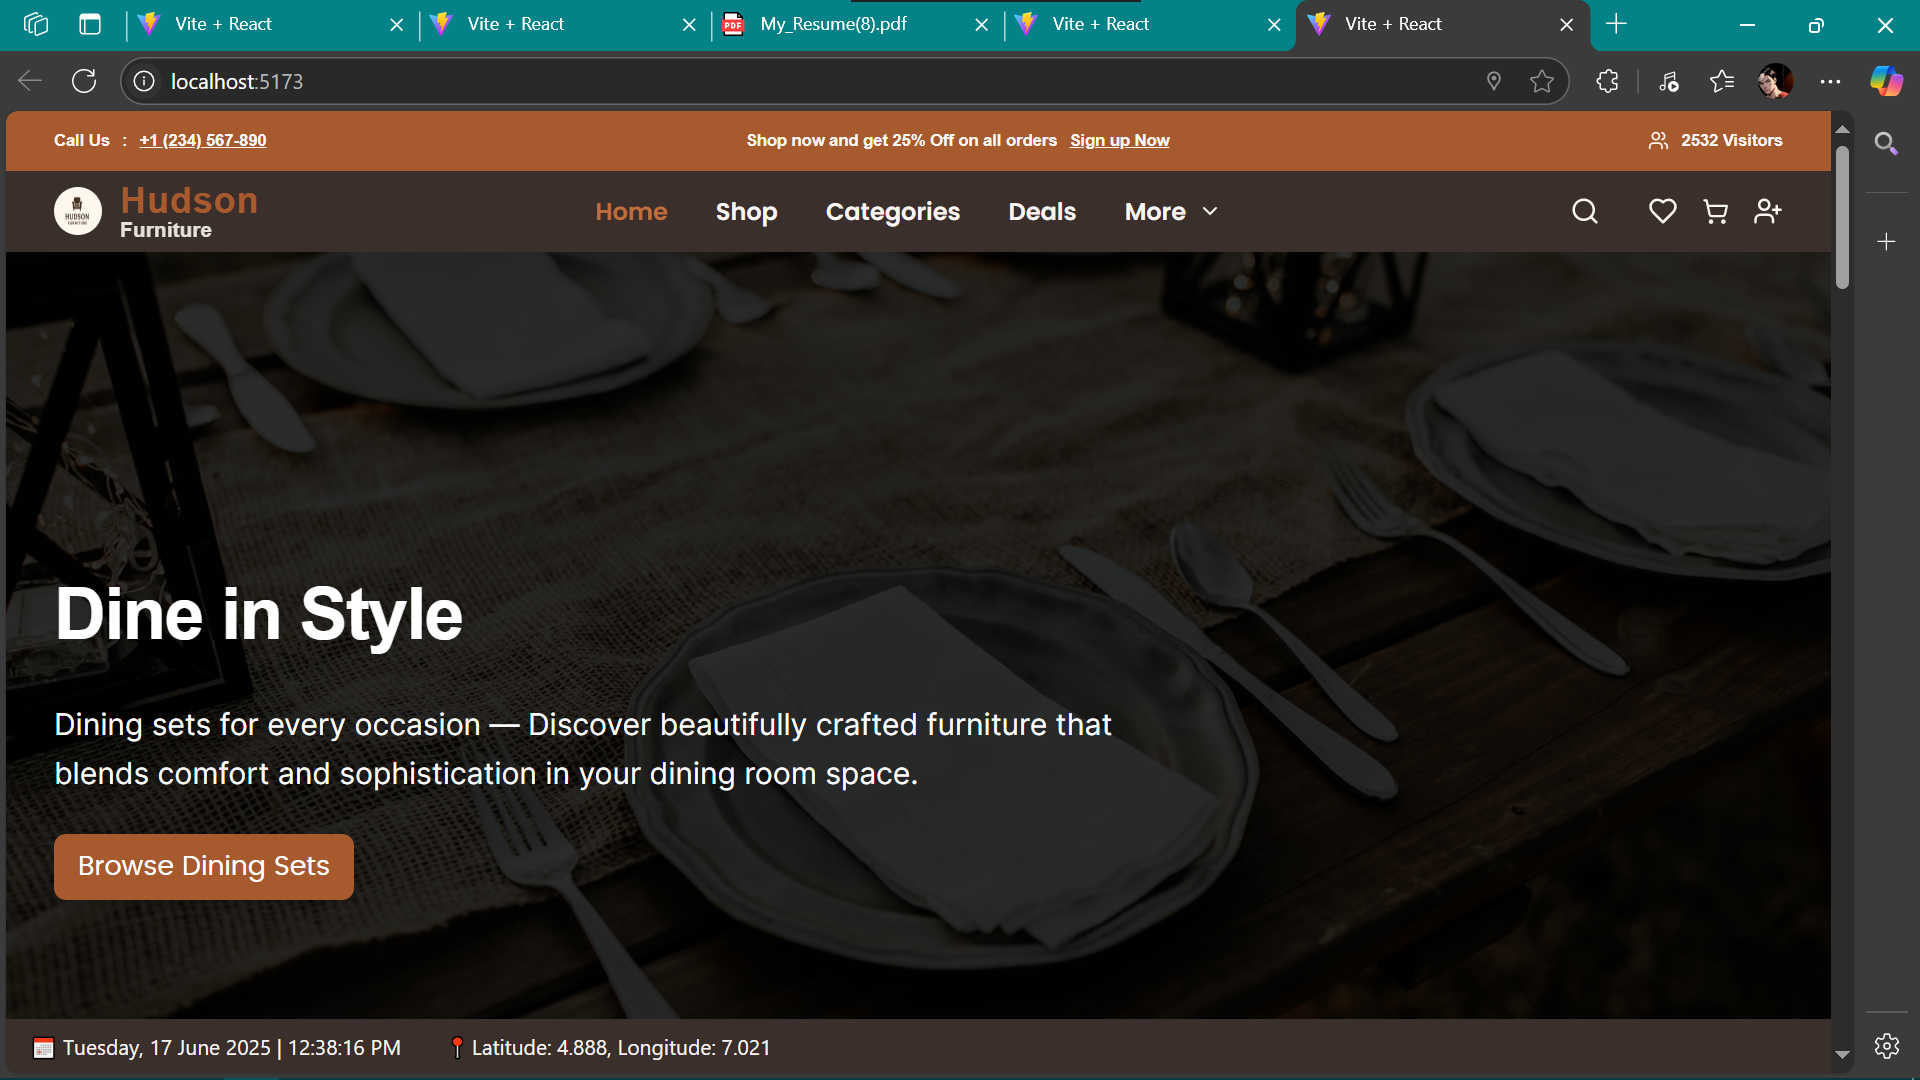 Vite + React
Vite + React
My_Resume(8).pdf
Vite + React
Vite + React
localhost:5173
Call Us : +1 (234) 567-890
Shop now and get 25% Off on all orders Sign up Now
2532 Visitors
HUDSON
FURNITURE
Hudson
Furniture
Home
Shop
Categories
Deals
More
Dine in Style
Dining sets for every occasion — Discover beautifully crafted furniture that
blends comfort and sophistication in your dining room space.
Browse Dining Sets
Tuesday, 17 June 2025 | 12:38:16 PM
Latitude: 4.888, Longitude: 7.021